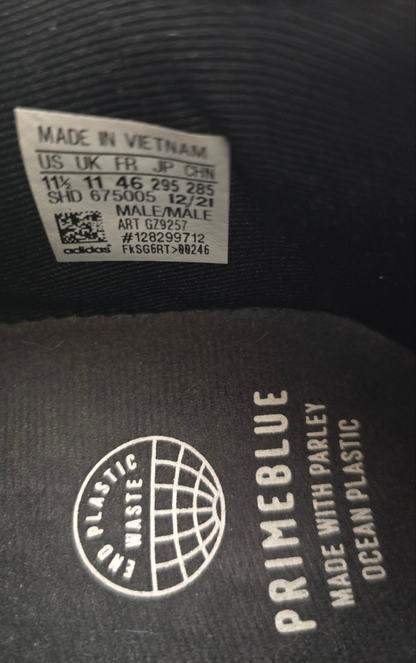 MADE IN VIETNAM
US UK FR JP CHN
11½ 11 46 295 285
SHD 675005 12/21
MALE/MALE
ART GZ9257
#128299712
adidas FkSG6RT>00246
END PLASTIC
WASTE
PRIMEBLUE
MADE WITH PARLEY
OCEAN PLASTIC